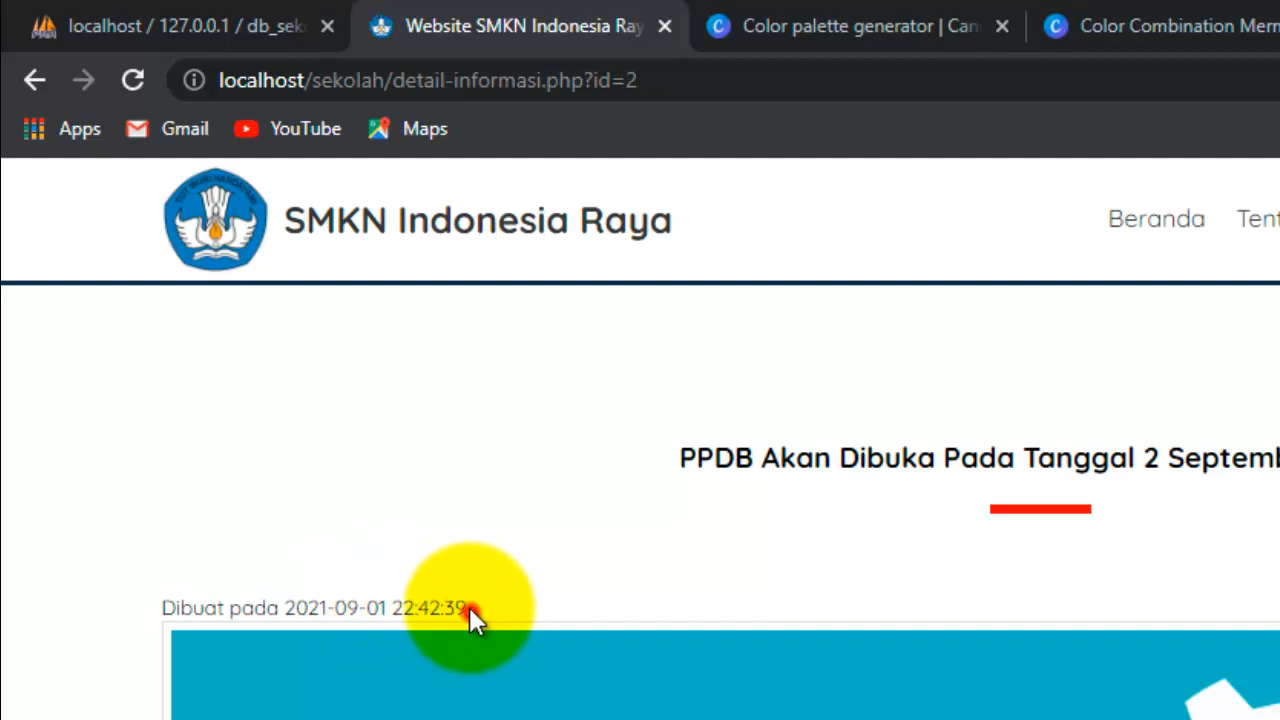 localhost / 127.0.0.1 / db_sek
Website SMKN Indonesia Ray
Color palette generator | Can
Color Combination Mem
localhost/sekolah/detail-informasi.php?id=2
Apps
Gmail
YouTube
Maps
SMKN Indonesia Raya
Beranda
Tent
PPDB Akan Dibuka Pada Tanggal 2 Septemb
Dibuat pada 2021-09-01 22:42:39